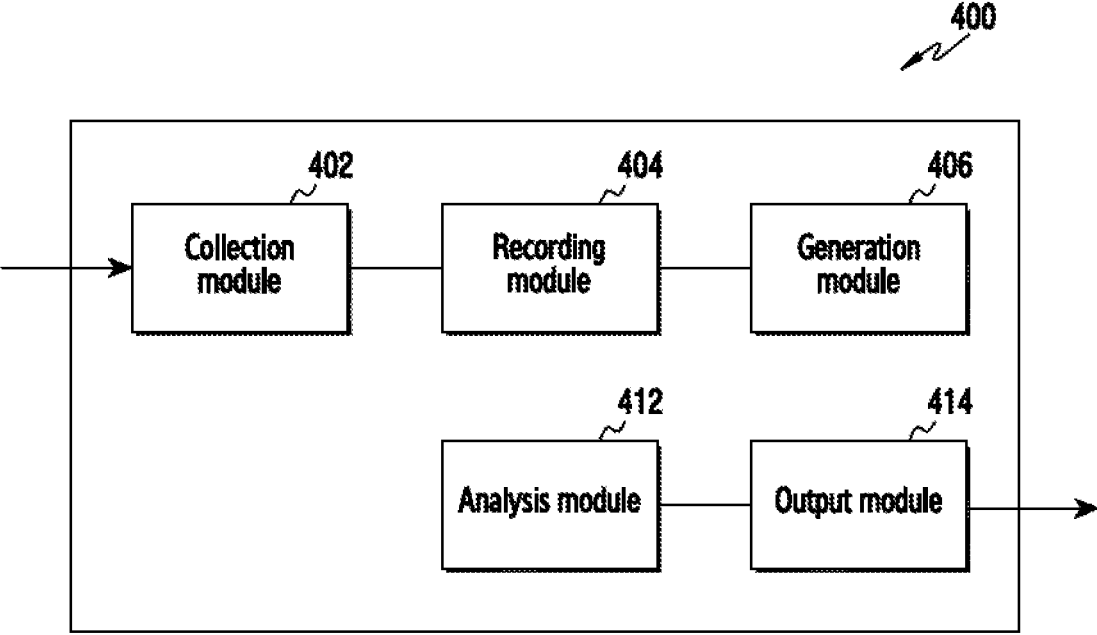 400
402
404
406
Collection
module
Recording
module
Generation
module
412
414
Analysis module
Output module